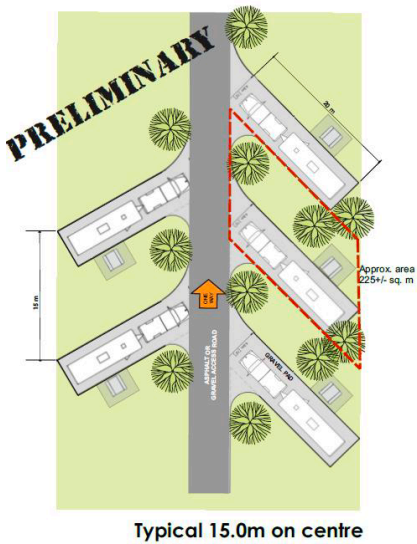 PRELIMINARY
20 m
15 m
Approx. area
225+/- sq. m
ONE
WAY
ASPHALT OR
GRAVEL ACCESS ROAD
GRAVEL PAD
Typical 15.0m on centre